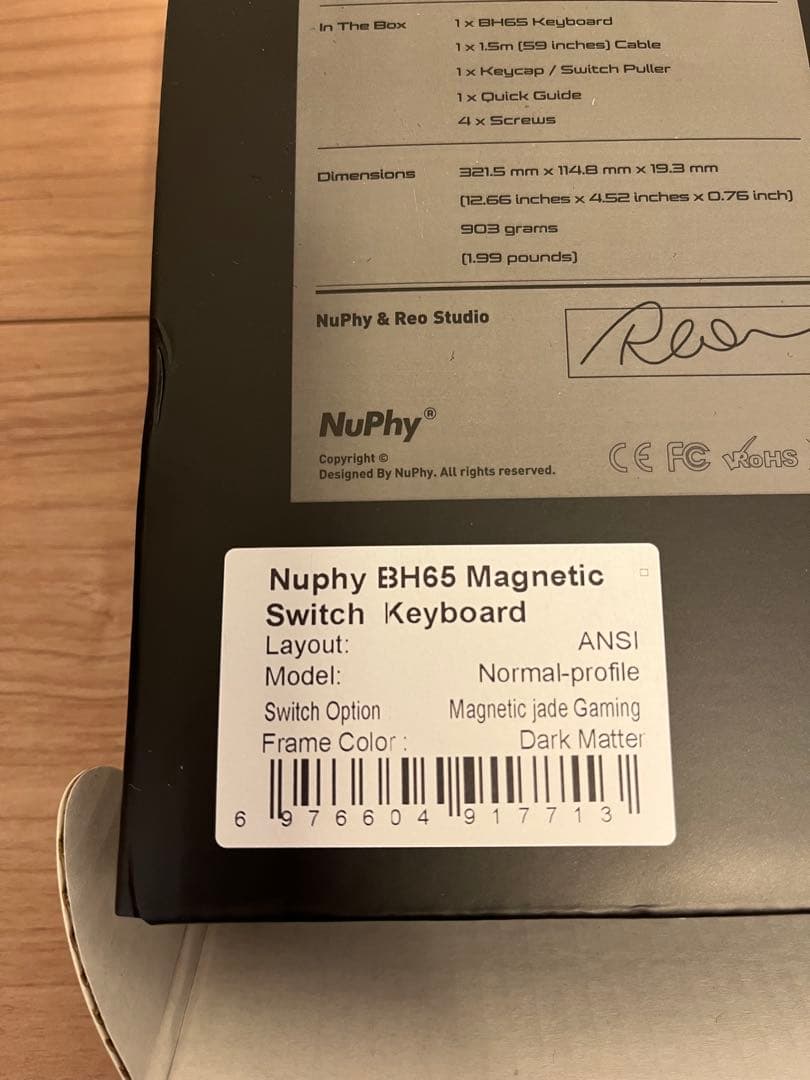 In The Box 1 x BH65 Keyboard
1 x 1.5m (59 inches) Cable
1 x Keycap / Switch Puller
1 x Quick Guide
4 x Screws
Dimensions 321.5 mm x 114.8 mm x 19.3 mm
(12.66 inches x 4.52 inches x 0.76 inch)
903 grams
(1.99 pounds)
NuPhy & Reo Studio
Reo
NuPhy®
Copyright ©
Designed By NuPhy. All rights reserved.
CE FC RoHS
Nuphy BH65 Magnetic
Switch Keyboard
Layout: ANSI
Model: Normal-profile
Switch Option Magnetic jade Gaming
Frame Color : Dark Matter
6 976604 917713